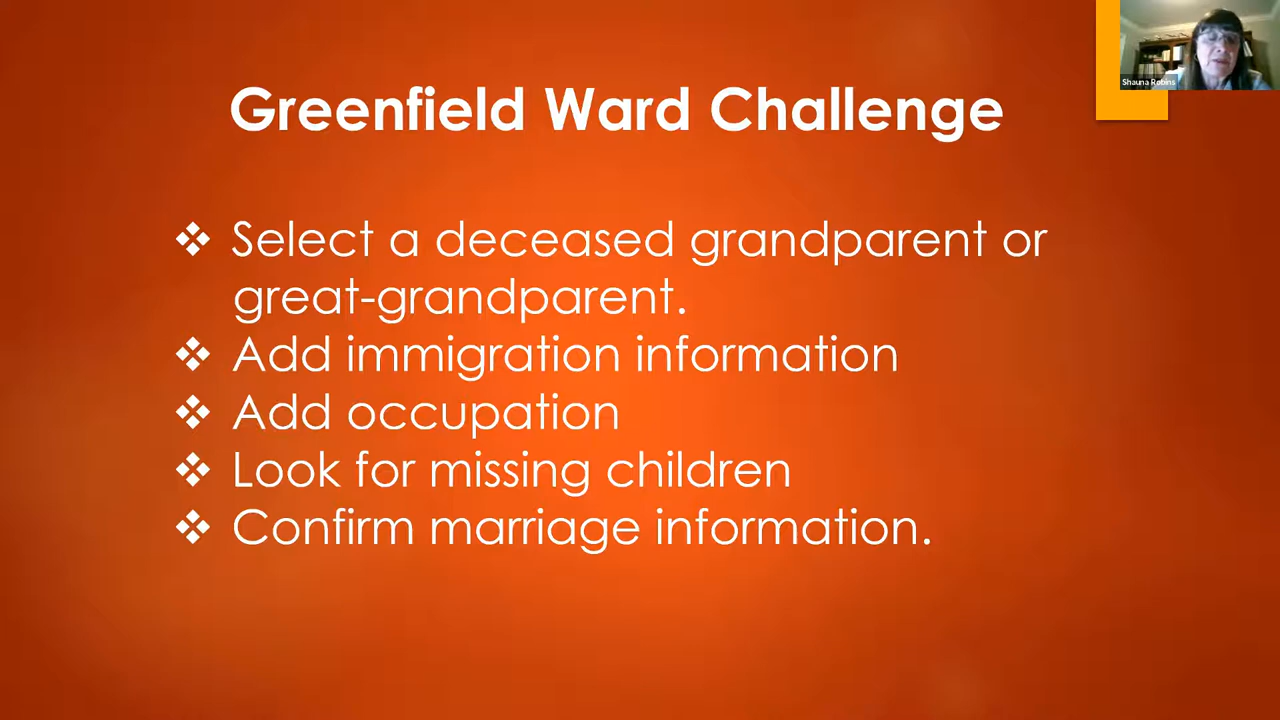 Shauna Robins
Greenfield Ward Challenge
❖ Select a deceased grandparent or
great-grandparent.
❖ Add immigration information
❖ Add occupation
❖ Look for missing children
❖ Confirm marriage information.